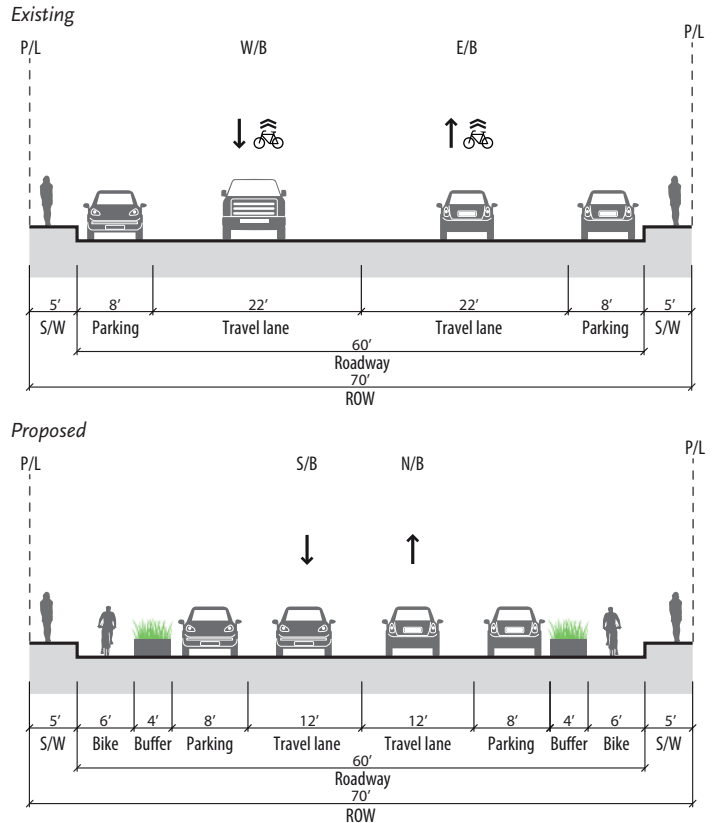 Existing
P/L W/B E/B P/L
5’ 8’ 22’ 22’ 8’ 5’
S/W Parking Travel lane Travel lane Parking S/W
60’
Roadway
70’
ROW
Proposed
P/L S/B N/B P/L
5’ 6’ 4’ 8’ 12’ 12’ 8’ 4’ 6’ 5’
S/W Bike Buffer Parking Travel lane Travel lane Parking Buffer Bike S/W
60’
Roadway
70’
ROW